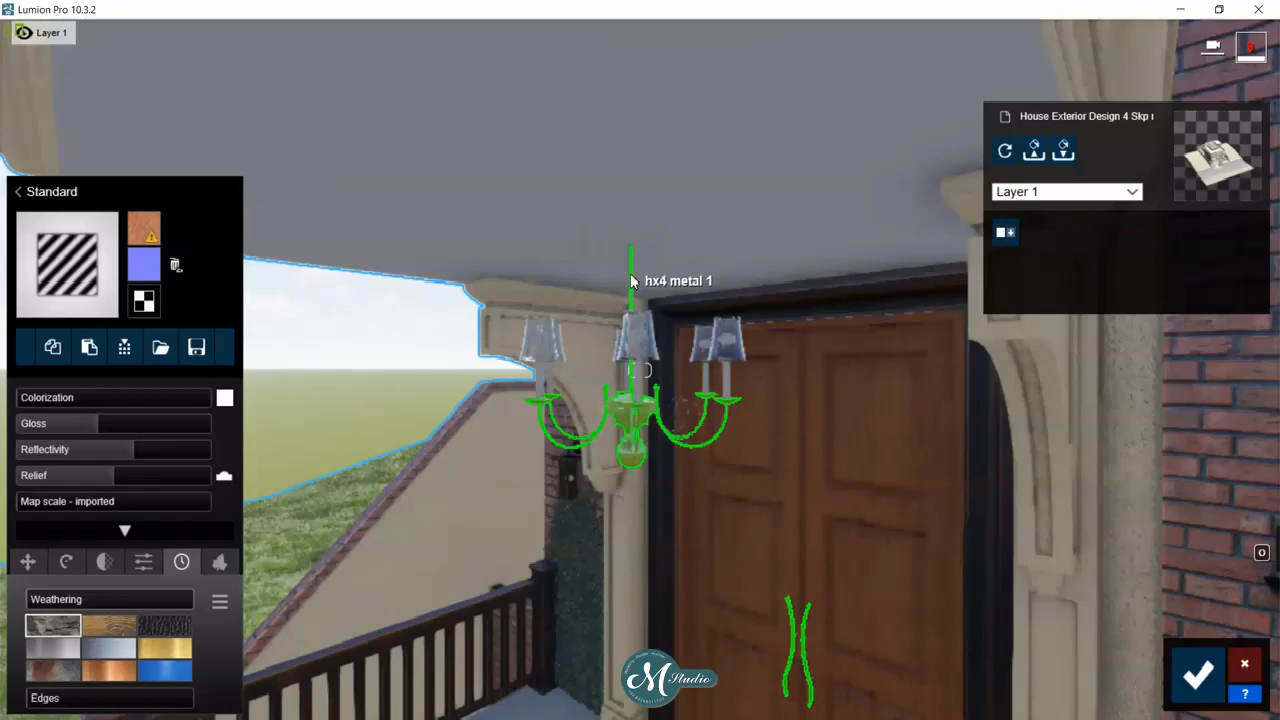 Lumion Pro 10.3.2
Layer 1
9
House Exterior Design 4 Skp
Layer 1
Standard
hx4 metal 1
Colorization
Gloss
Reflectivity
Relief
Map scale - imported
Weathering
Edges
O
?
M Studio